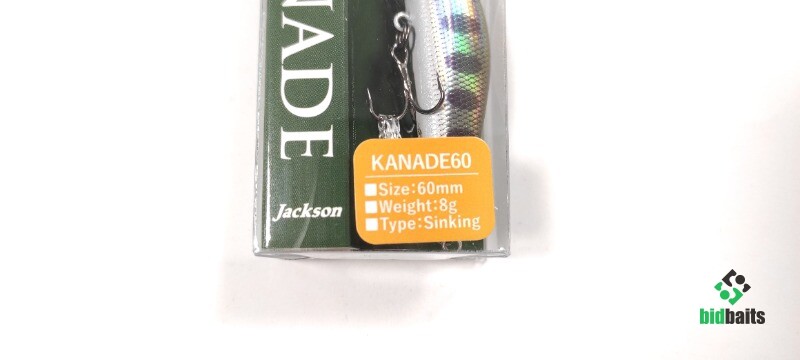 NADE
Jackson
KANADE60
Size:60mm
Weight:8g
Type:Sinking
bidbaits